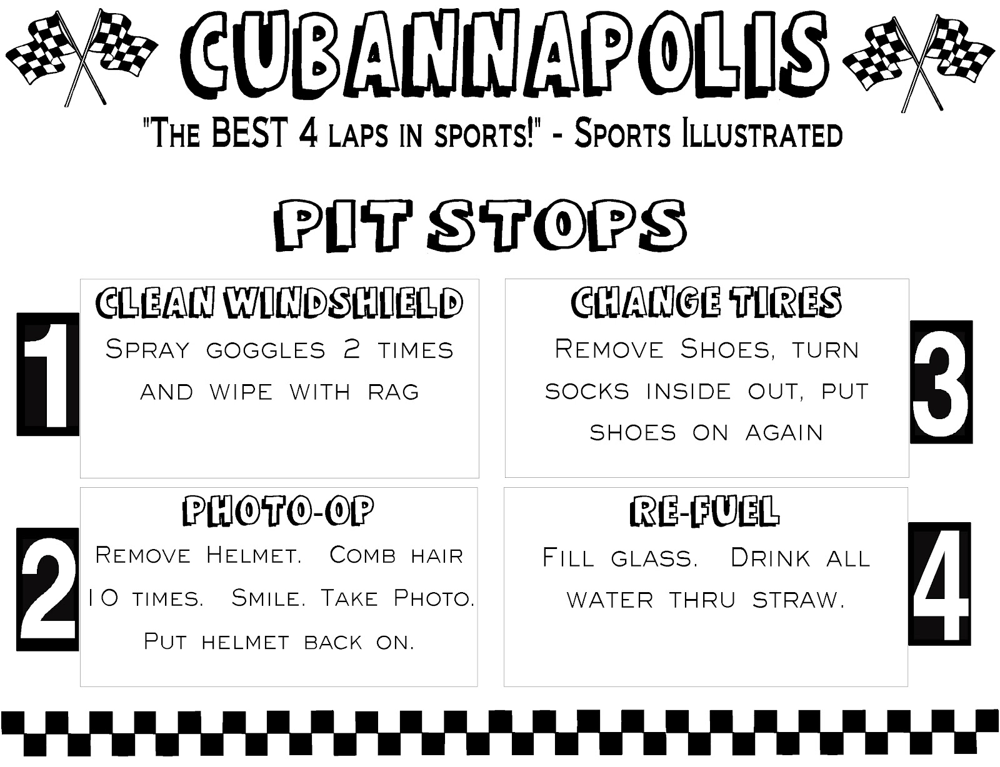 CUBANNAPOLIS
"The BEST 4 laps in sports!" - Sports Illustrated
PIT STOPS
1
CLEAN WINDSHIELD
Spray goggles 2 times
and wipe with rag
2
PHOTO-OP
Remove Helmet. Comb hair
10 times. Smile. Take Photo.
Put helmet back on.
3
CHANGE TIRES
Remove Shoes, turn
socks inside out, put
shoes on again
4
RE-FUEL
Fill glass. Drink all
water thru straw.